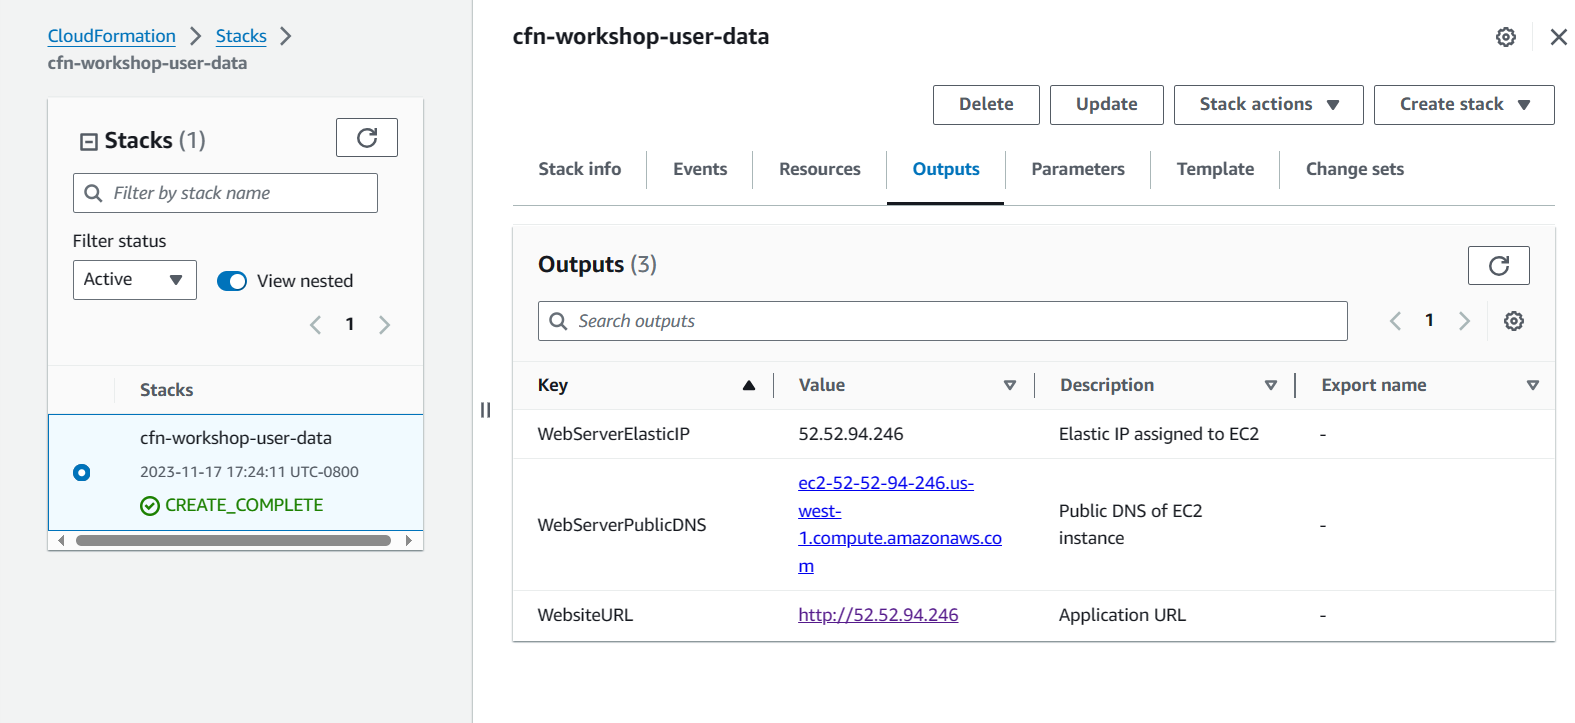 CloudFormation
Stacks
cfn-workshop-user-data
Stacks (1)
Filter by stack name
Filter status
Active
View nested
1
Stacks
cfn-workshop-user-data
2023-11-17 17:24:11 UTC-0800
CREATE_COMPLETE
cfn-workshop-user-data
Delete
Update
Stack actions
Create stack
Stack info
Events
Resources
Outputs
Parameters
Template
Change sets
Outputs (3)
Search outputs
1
Key
Value
Description
Export name
WebServerElasticIP
52.52.94.246
Elastic IP assigned to EC2
-
WebServerPublicDNS
ec2-52-52-94-246.us-
west-
1.compute.amazonaws.co
m
Public DNS of EC2
instance
-
WebsiteURL
http://52.52.94.246
Application URL
-